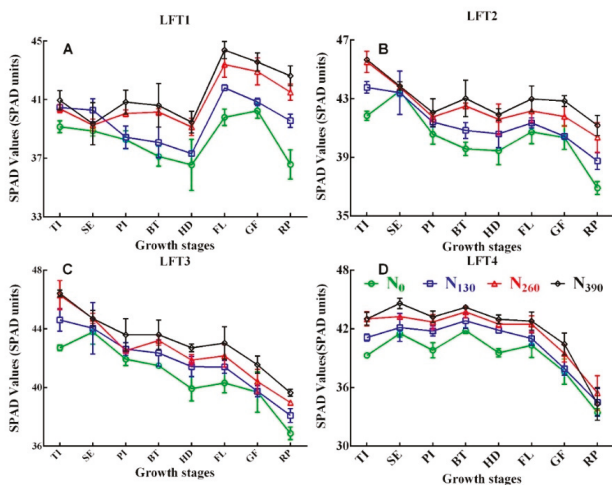 LFT1
A
SPAD Values (SPAD units)
45
41
37
33
TI SE PI BT HD FL GF RP
Growth stages
LFT2
B
SPAD Values (SPAD units)
47
43
39
35
TI SE PI BT HD FL GF RP
Growth stages
LFT3
C
SPAD Values (SPAD units)
48
44
40
36
TI SE PI BT HD FL GF RP
Growth stages
LFT4
D
N0 N130 N260 N390
SPAD Values(SPAD units)
48
42
36
30
TI SE PI BT HD FL GF RP
Growth stages